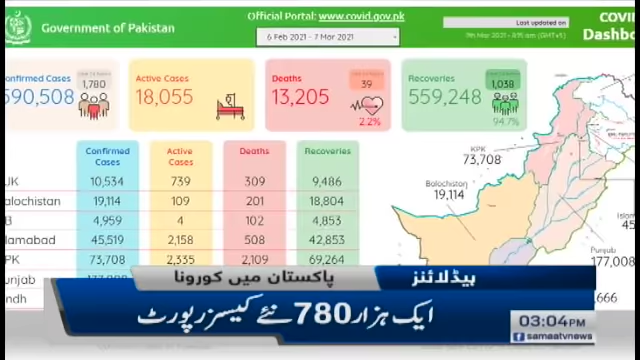 Government of Pakistan
Official Portal: www.covid.gov.pk
6 Feb 2021 - 7 Mar 2021
Last updated on
COVI
Dashbo
onfirmed Cases
1,780
590,508
Active Cases
18,055
Deaths
39
13,205
2.2%
Recoveries
1,038
559,248
94.7%
Confirmed Cases
Active Cases
Deaths
Recoveries
JK 10,534 739 309 9,486
alochistan 19,114 109 201 18,804
B 4,959 4 102 4,853
lamabad 45,519 2,158 508 42,853
PK 73,708 2,335 2,109 69,264
unjab
ndh
KPK
73,708
Balochistan
19,114
Islam
45
Punjab
177,008
,666
ہیڈلائنز
پاکستان میں کورونا
ایک ہزار 780 نئے کیسز رپورٹ
03:04PM
samaatvnews